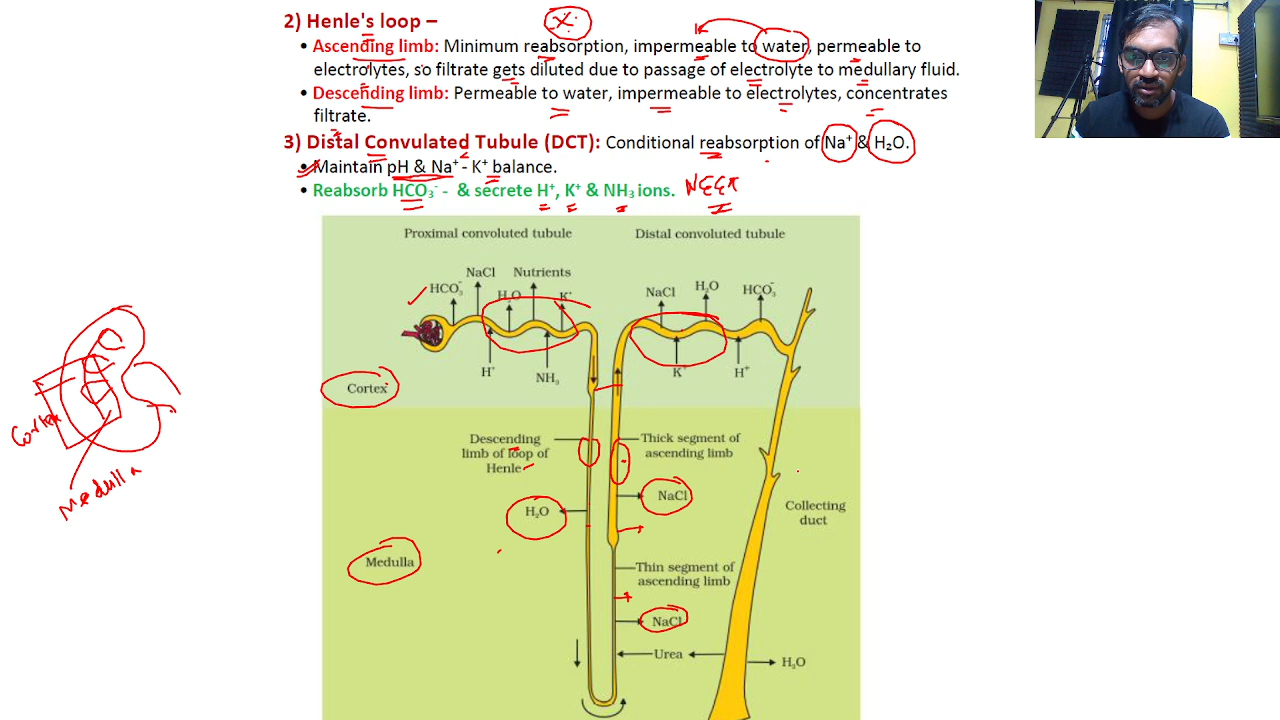 2) Henle's loop –
• Ascending limb: Minimum reabsorption, impermeable to water, permeable to
electrolytes, so filtrate gets diluted due to passage of electrolyte to medullary fluid.
• Descending limb: Permeable to water, impermeable to electrolytes, concentrates
filtrate.
3) Distal Convulated Tubule (DCT): Conditional reabsorption of Na⁺ & H₂O.
• Maintain pH & Na⁺ - K⁺ balance.
• Reabsorb HCO₃⁻ - & secrete H⁺, K⁺ & NH₃ ions. NEET
Proximal convoluted tubule
Distal convoluted tubule
NaCl Nutrients
HCO₃⁻ H₂O K⁺
NaCl H₂O HCO₃⁻
H⁺ NH₃
K⁺ H⁺
Cortex
Cortex
Medulla
Descending
limb of loop of
Henle
Thick segment of
ascending limb
NaCl
H₂O
Collecting
duct
Medulla
Thin segment of
ascending limb
NaCl
Urea
H₂O